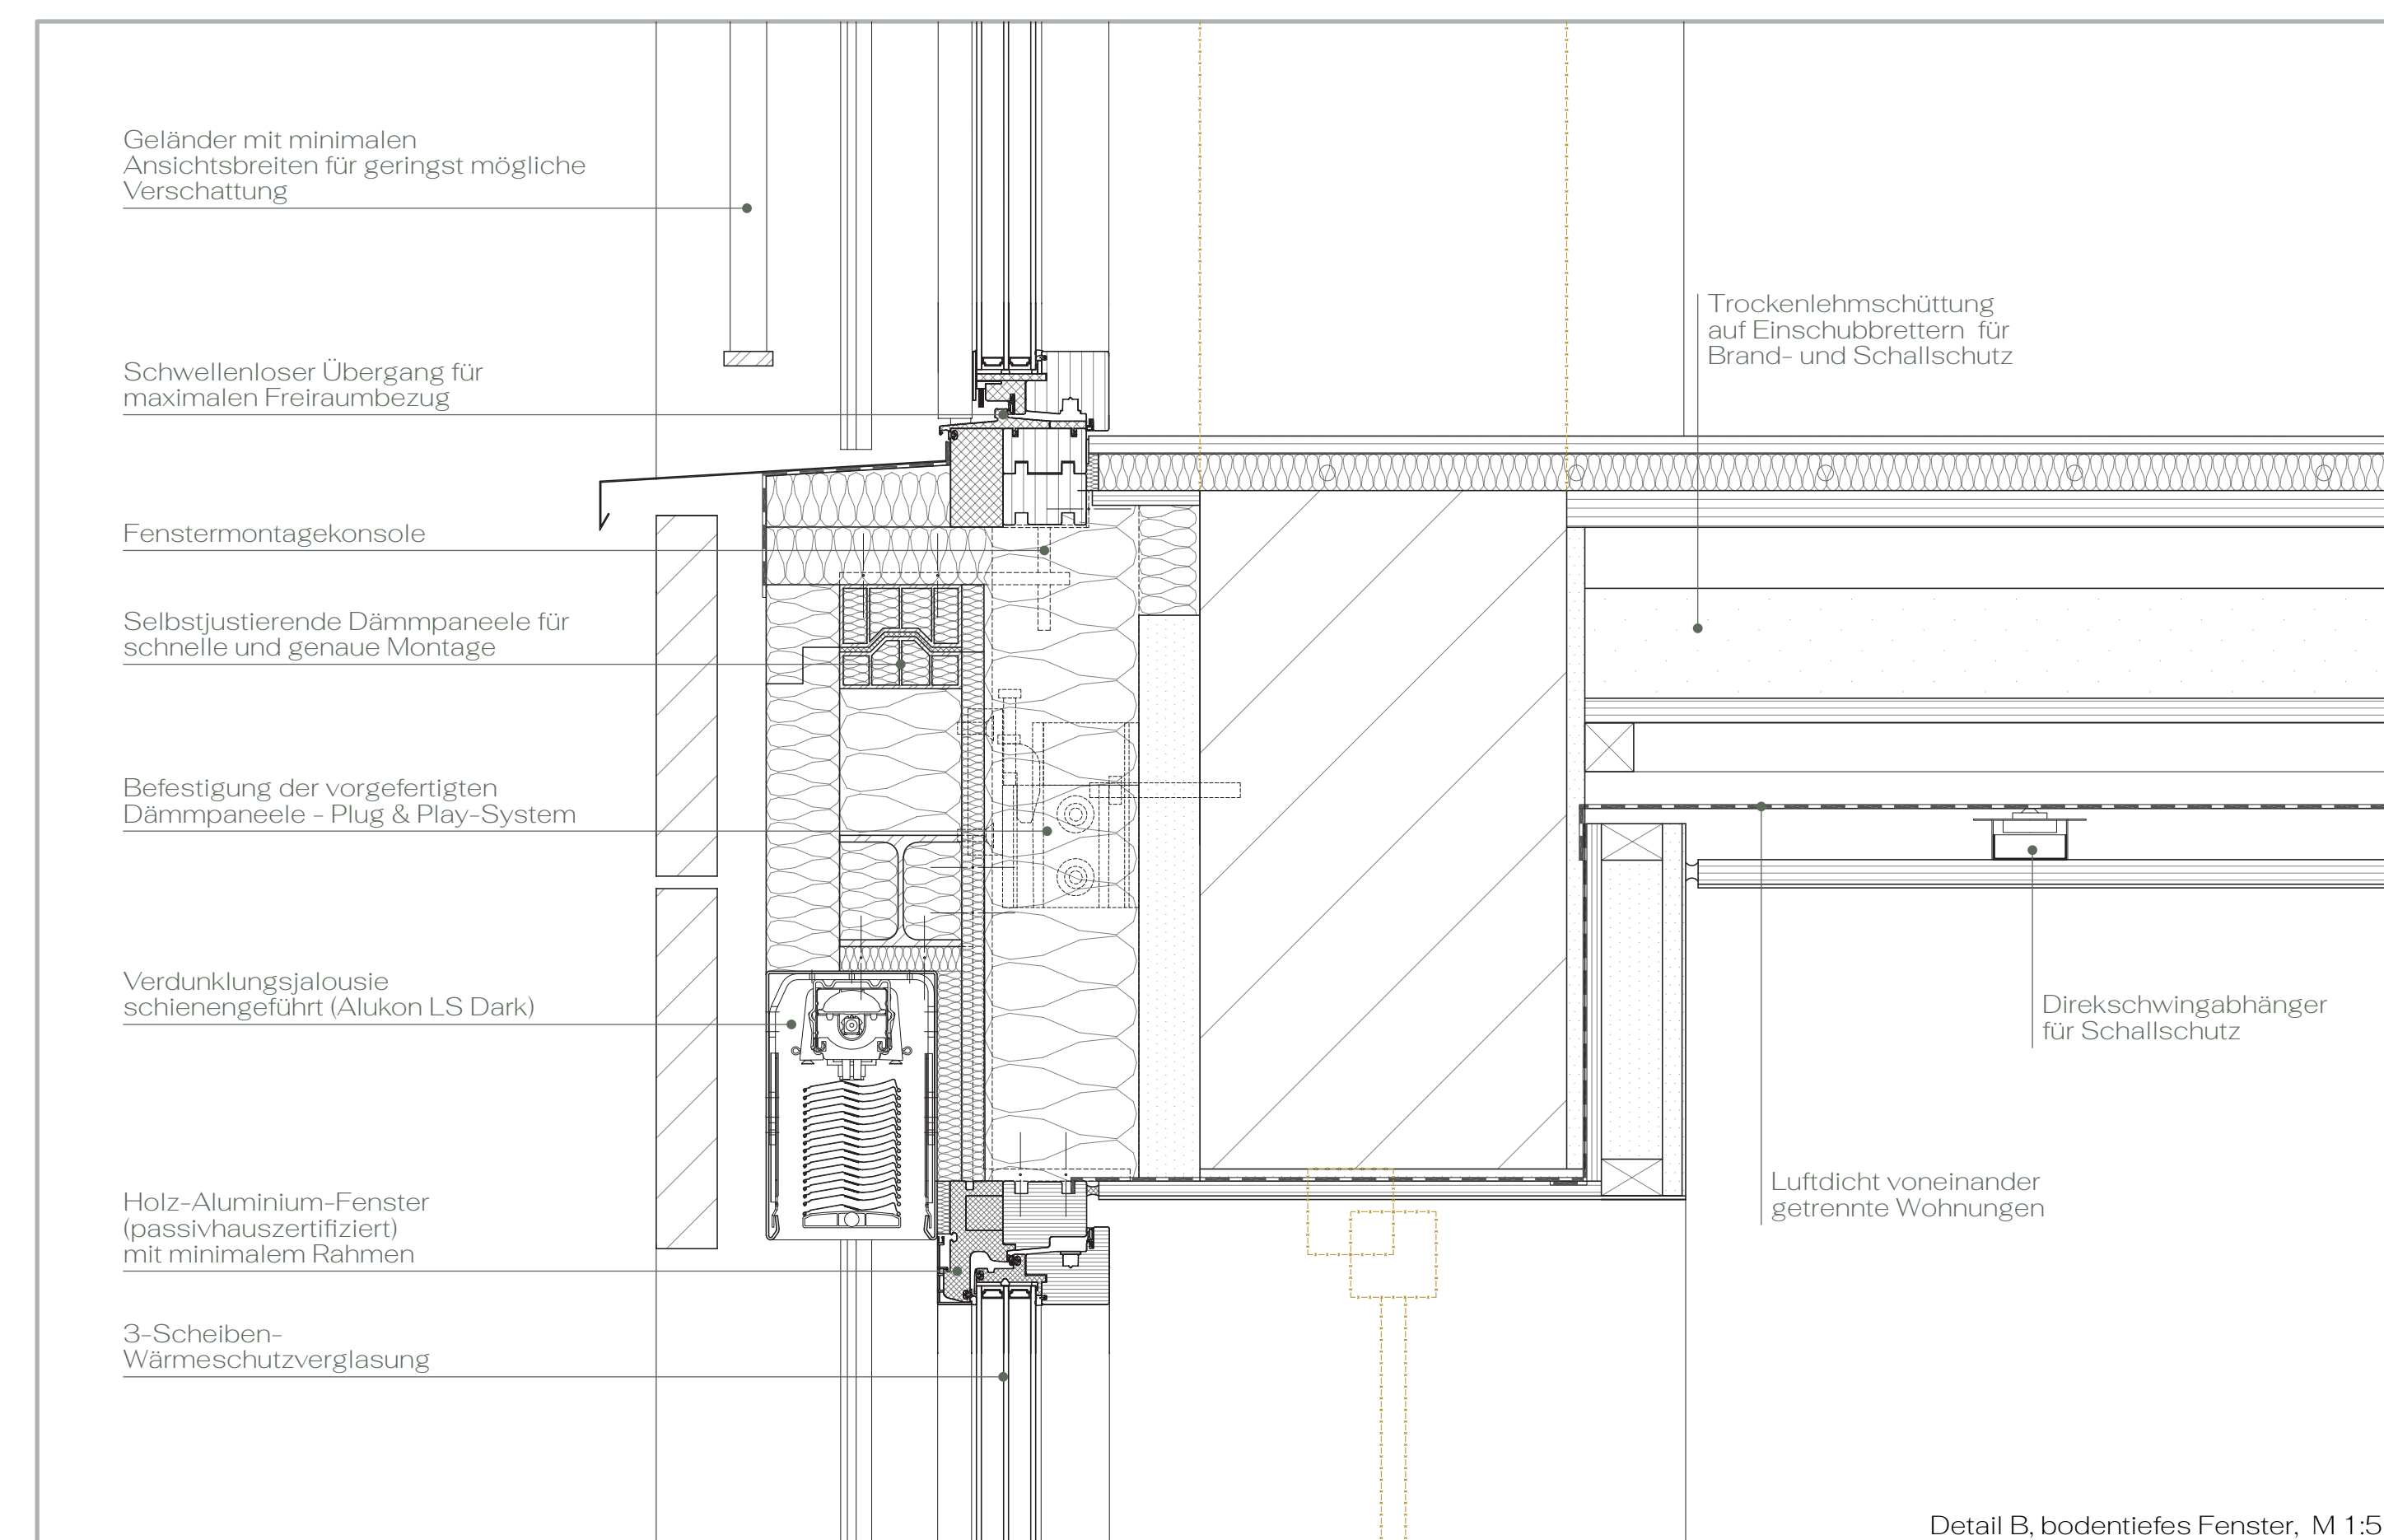 Geländer mit minimalen
Ansichtsbreiten für geringst mögliche
Verschattung
Schwellenloser Übergang für
maximalen Freiraumbezug
Fenstermontagekonsole
Selbstjustierende Dämmpaneele für
schnelle und genaue Montage
Befestigung der vorgefertigten
Dämmpaneele - Plug & Play-System
Verdunklungsjalousie
schienengeführt (Alukon LS Dark)
Holz-Aluminium-Fenster
(passivhauszertifiziert)
mit minimalem Rahmen
3-Scheiben-
Wärmeschutzverglasung
Trockenlehmschüttung
auf Einschubbrettern für
Brand- und Schallschutz
Direkschwingabhänger
für Schallschutz
Luftdicht voneinander
getrennte Wohnungen
Detail B, bodentiefes Fenster, M 1:5